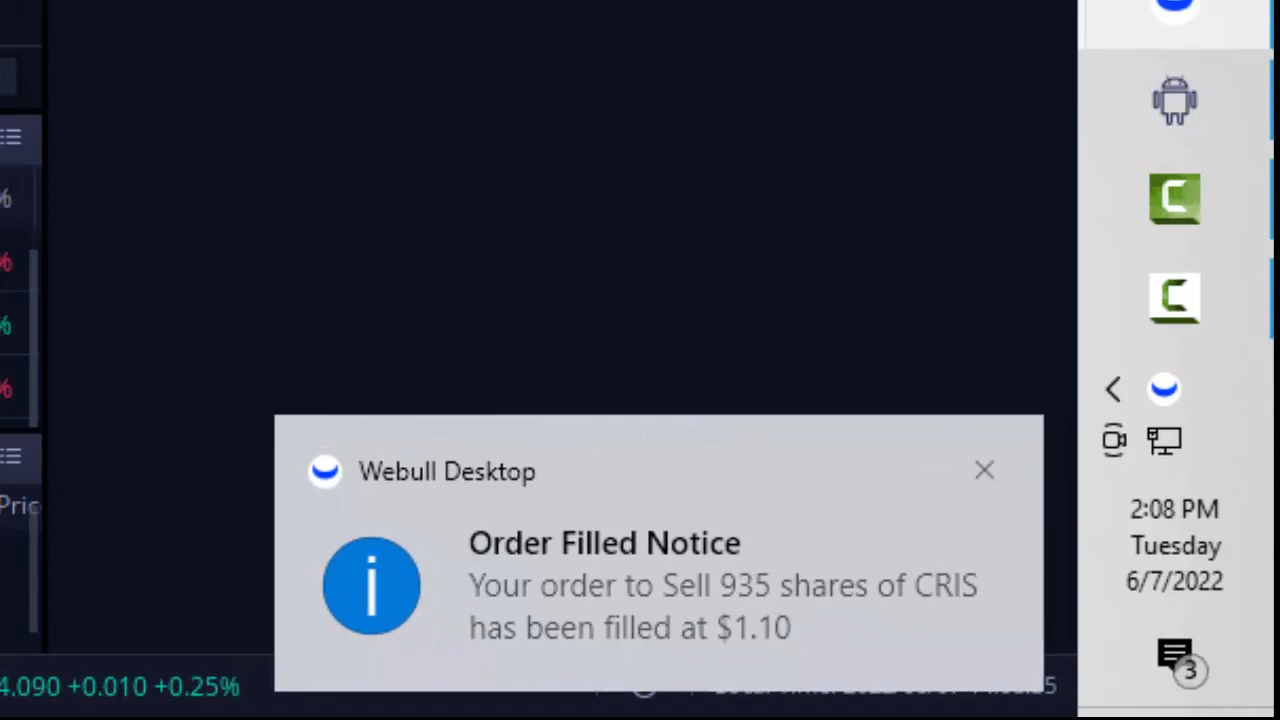 %
%
%
%
Pric
Webull Desktop
Order Filled Notice
Your order to Sell 935 shares of CRIS
has been filled at $1.10
2:08 PM
Tuesday
6/7/2022
3
4.090 +0.010 +0.25%